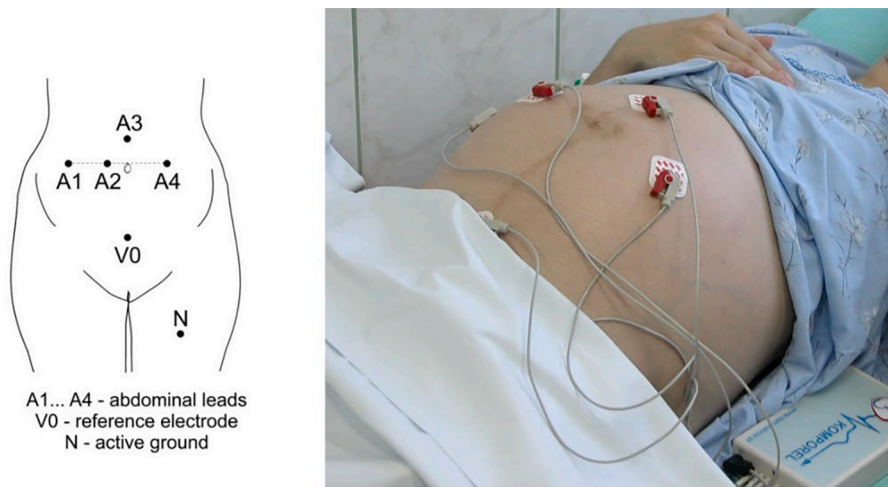 A3
A1 A2 A4
V0
N
A1... A4 - abdominal leads
V0 - reference electrode
N - active ground
KOMPOREL